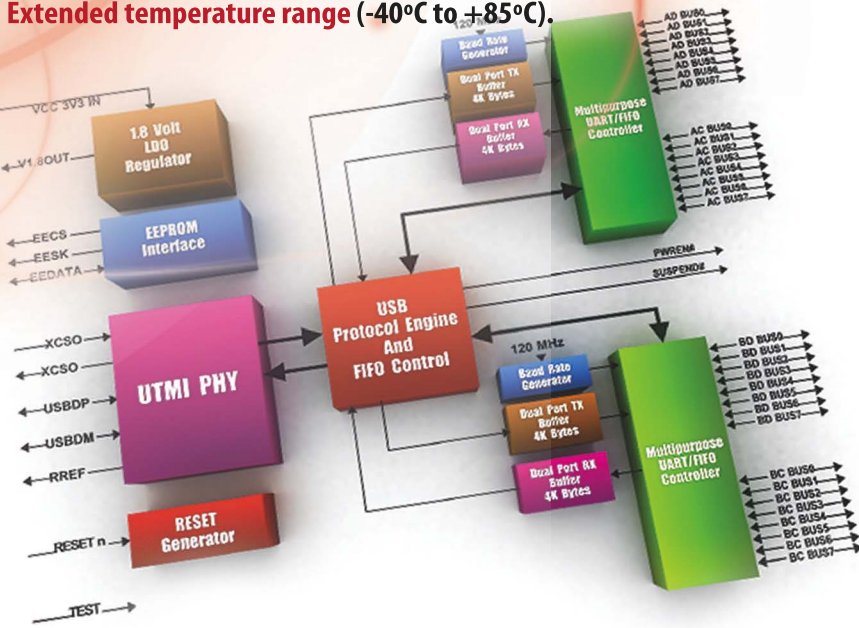 Extended temperature range (-40ºC to +85ºC).
120 MHz
Baud Rate
Generator
Dual Port TX
Buffer
4K Bytes
Dual Port RX
Buffer
4K Bytes
Multipurpose
UART/FIFO
Controller
AD BUS0
AD BUS1
AD BUS2
AD BUS3
AD BUS4
AD BUS5
AD BUS6
AD BUS7
AC BUS0
AC BUS1
AC BUS2
AC BUS3
AC BUS4
AC BUS5
AC BUS6
AC BUS7
VCC 3V3 IN
V1.8OUT
1.8 Volt
LDO
Regulator
EECS
EESK
EEDATA
EEPROM
Interface
PWREN#
SUSPEND#
USB
Protocol Engine
And
FIFO Control
XCSO
XCSO
USBDP
USBDM
RREF
UTMI PHY
120 MHz
Baud Rate
Generator
Dual Port TX
Buffer
4K Bytes
Dual Port RX
Buffer
4K Bytes
Multipurpose
UART/FIFO
Controller
BD BUS0
BD BUS1
BD BUS2
BD BUS3
BD BUS4
BD BUS5
BD BUS6
BD BUS7
BC BUS0
BC BUS1
BC BUS2
BC BUS3
BC BUS4
BC BUS5
BC BUS6
BC BUS7
RESET n
RESET
Generator
TEST